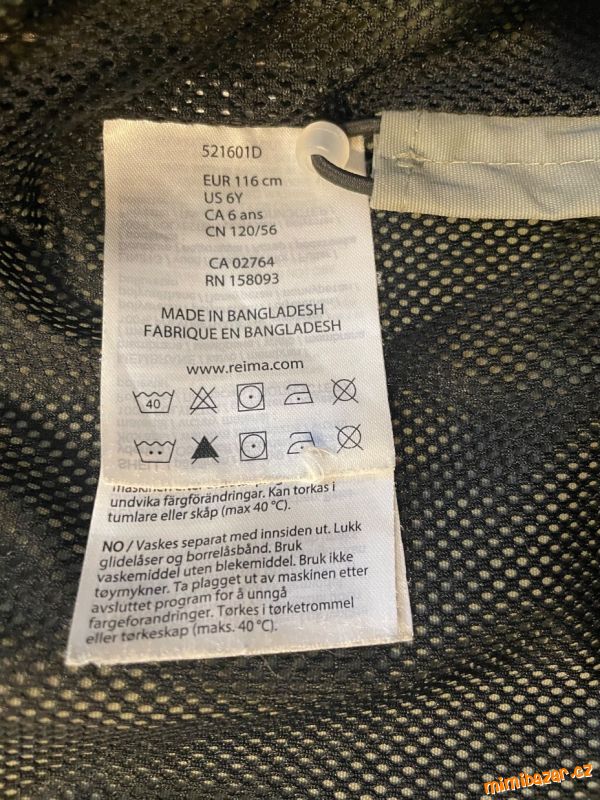 521601D
EUR 116 cm
US 6Y
CA 6 ans
CN 120/56
CA 02764
RN 158093
MADE IN BANGLADESH
FABRIQUE EN BANGLADESH
www.reima.com
40
undvika färgförändringar. Kan torkas i
tumlare eller skåp (max 40 °C).
NO / Vaskes separat med innsiden ut. Lukk
glidelåser og borrelåsbånd. Bruk
vaskemiddel uten blekemiddel. Bruk ikke
tøymykner. Ta plagget ut av maskinen etter
avsluttet program for å unngå
fargeforandringer. Tørkes i tørketrommel
eller tørkeskap (maks. 40 °C).
mimibazar.cz